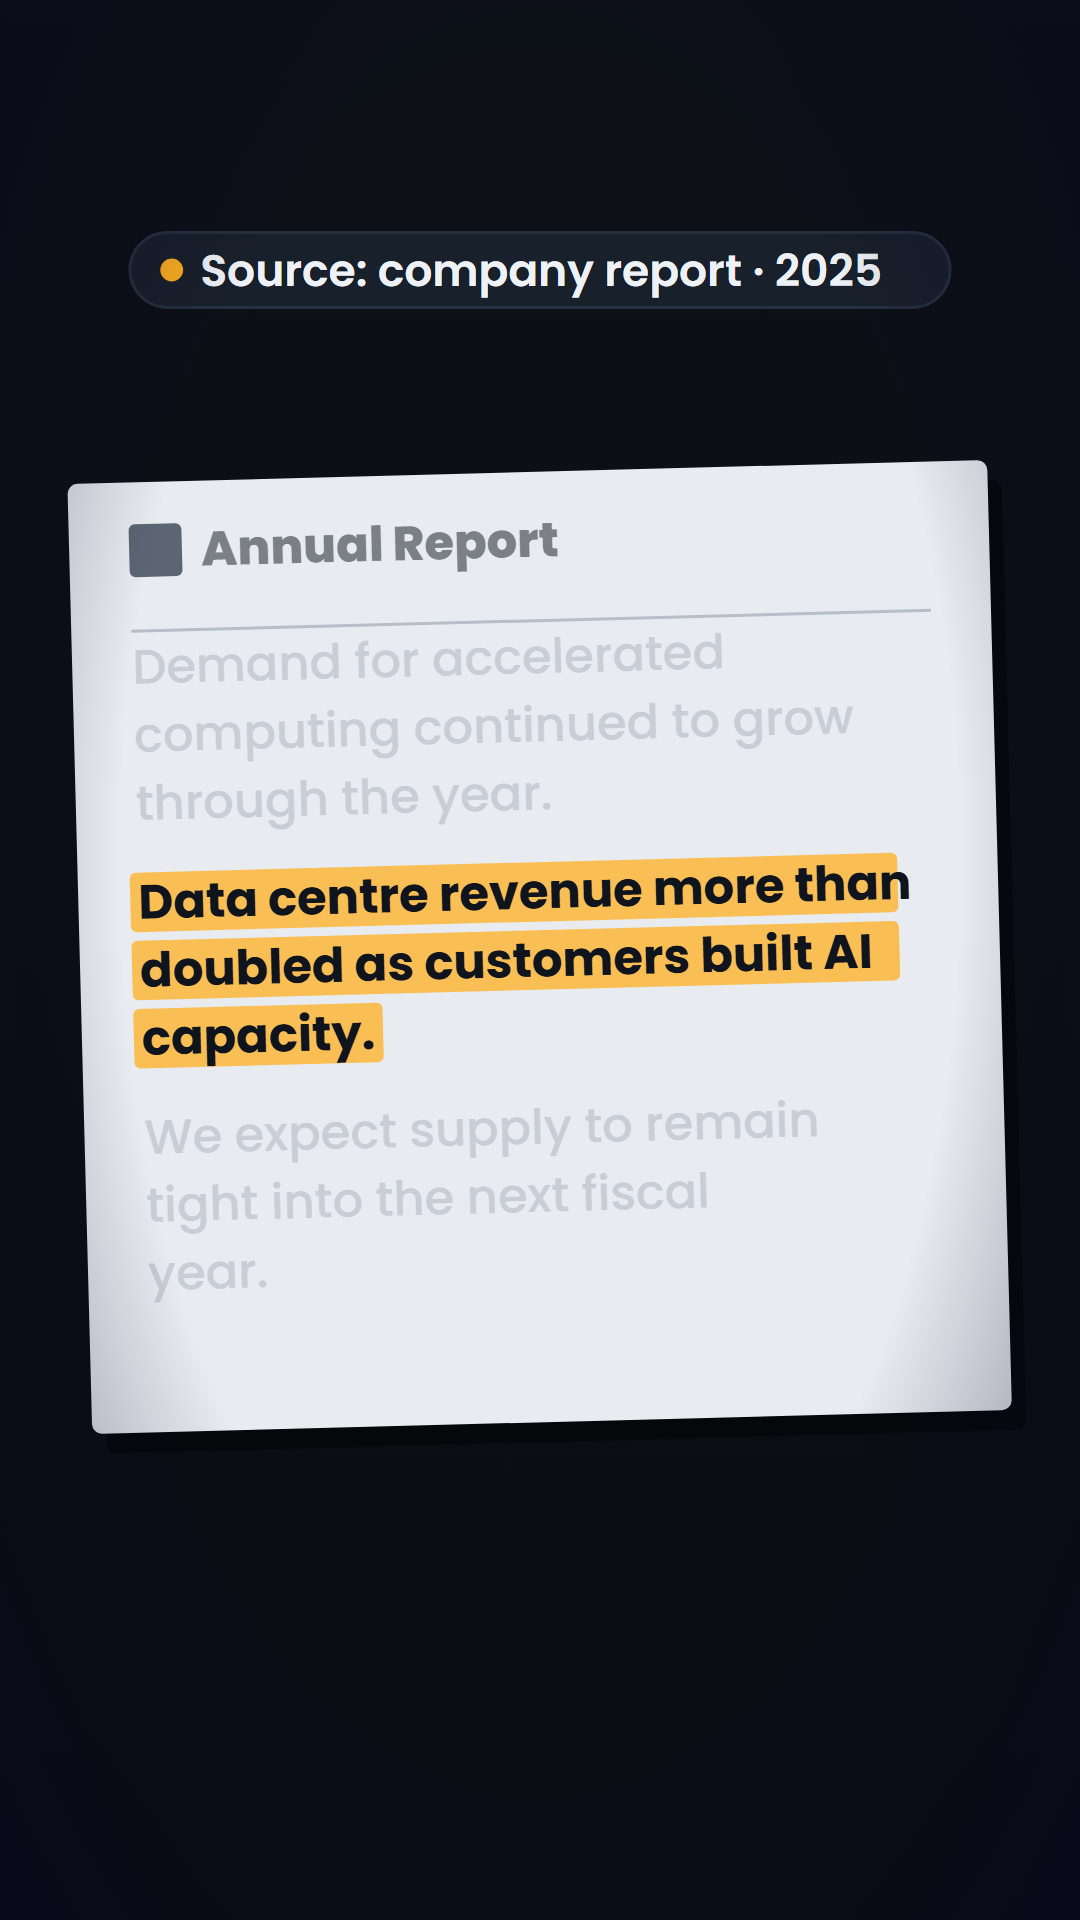 Source: company report · 2025
Annual Report
Demand for accelerated
computing continued to grow
through the year.
Data centre revenue more than
doubled as customers built AI
capacity.
We expect supply to remain
tight into the next fiscal
year.